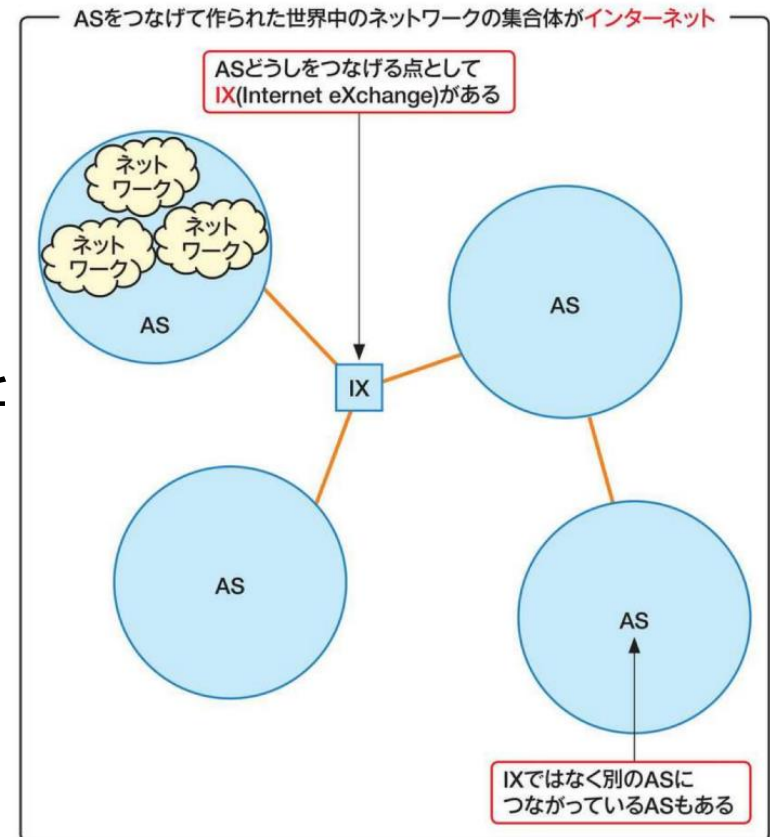 ASをつなげて作られた世界中のネットワークの集合体がインターネット
ASどうしをつなげる点として
IX(Internet eXchange)がある
ネット
ワーク
ネット
ワーク
ネット
ワーク
AS
AS
IX
AS
AS
IXではなく別のASに
つながっているASもある